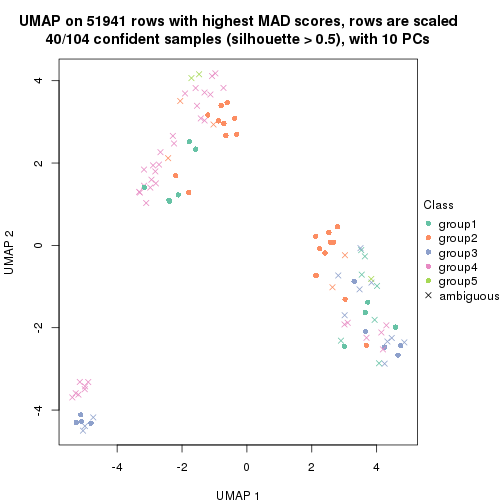 UMAP on 51941 rows with highest MAD scores, rows are scaled
40/104 confident samples (silhouette > 0.5), with 10 PCs
4
2
0
-2
-4
UMAP 2
-4
-2
0
2
4
UMAP 1
Class
group1
group2
group3
group4
group5
ambiguous